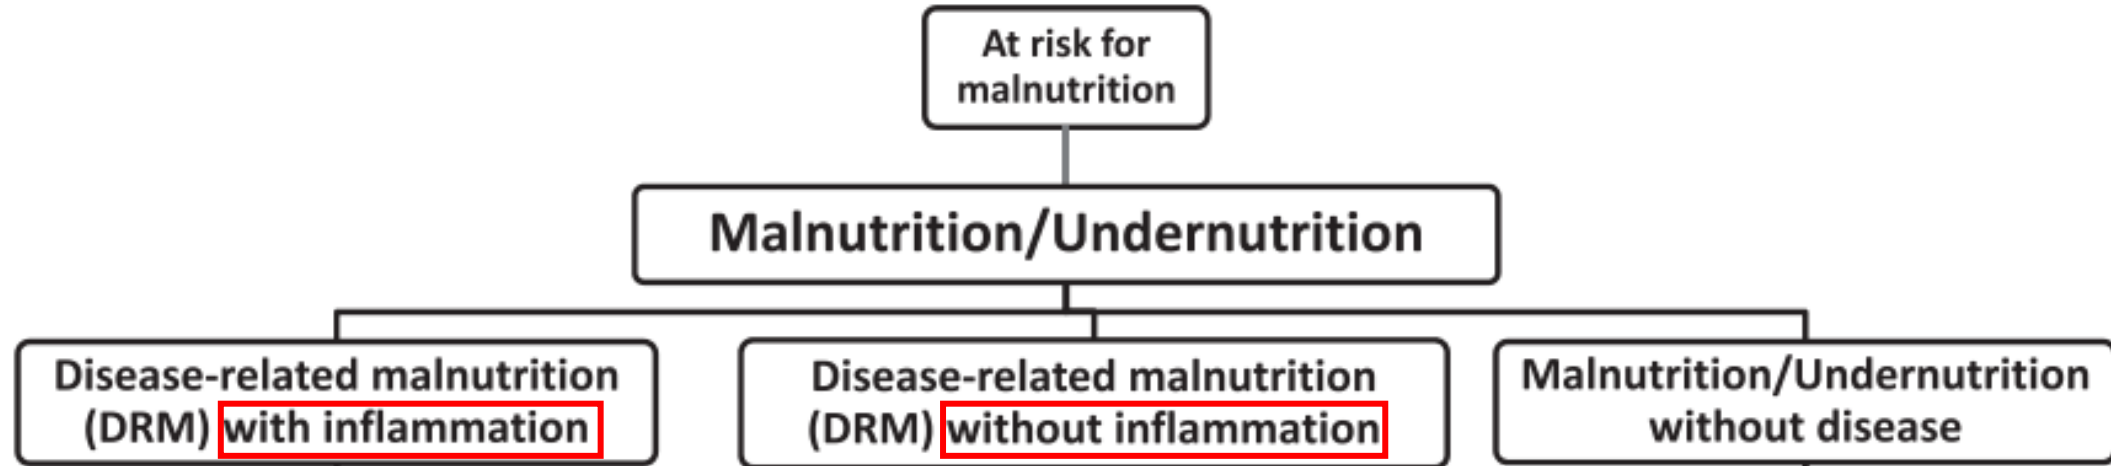 At risk for
malnutrition
Malnutrition/Undernutrition
Disease-related malnutrition
(DRM) with inflammation
Disease-related malnutrition
(DRM) without inflammation
Malnutrition/Undernutrition
without disease